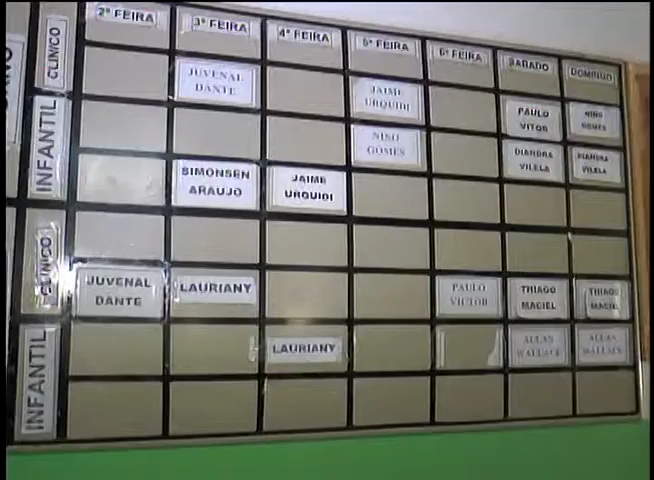 2ª FEIRA 3ª FEIRA 4ª FEIRA 5ª FEIRA 6ª FEIRA SABADO DOMINGO
CLINICO
JUVENAL
DANTE
JAIME
URQUIDI
PAULO
VITOR
NINO
GOMES
INFANTIL
NINO
GOMES
DIANDRA
VILELA
DIANDRA
VILELA
SIMONSEN
ARAUJO
JAIME
URQUIDI
CLINICO
JUVENAL
DANTE
LAURIANY
PAULO
VICTOR
THIAGO
MACIEL
THIAGO
MACIEL
INFANTIL
LAURIANY
ALLAN
WALLACE
ALLAN
WALLACE